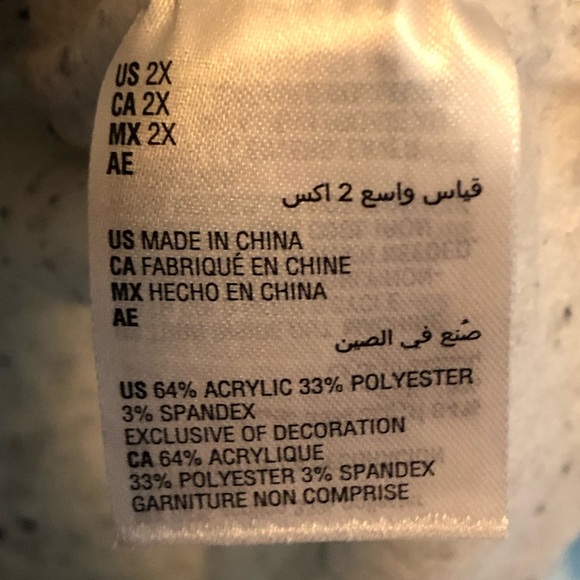 US 2X
CA 2X
MX 2X
AE
قياس واسع 2 اكس
US MADE IN CHINA
CA FABRIQUÉ EN CHINE
MX HECHO EN CHINA
AE
صُنع في الصين
US 64% ACRYLIC 33% POLYESTER
3% SPANDEX
EXCLUSIVE OF DECORATION
CA 64% ACRYLIQUE
33% POLYESTER 3% SPANDEX
GARNITURE NON COMPRISE